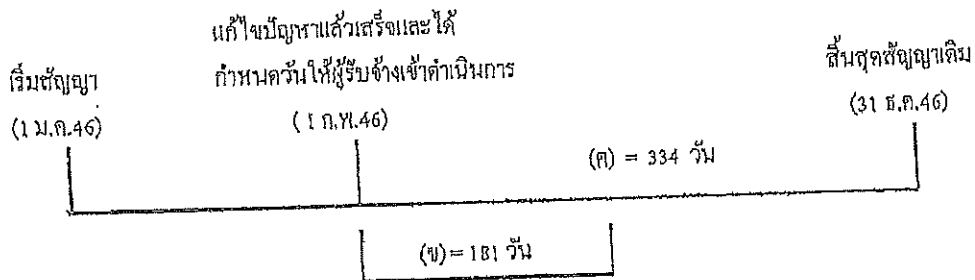 แก้ไขปัญหาแล้วเสร็จและได้
กำหนดวันให้ผู้รับจ้างเข้าดำเนินการ
(1 ก.พ.46)
เริ่มสัญญา
(1 ม.ค.46)
สิ้นสุดสัญญาเดิม
(31 ธ.ค.46)
(ค) = 334 วัน
(ข) = 181 วัน